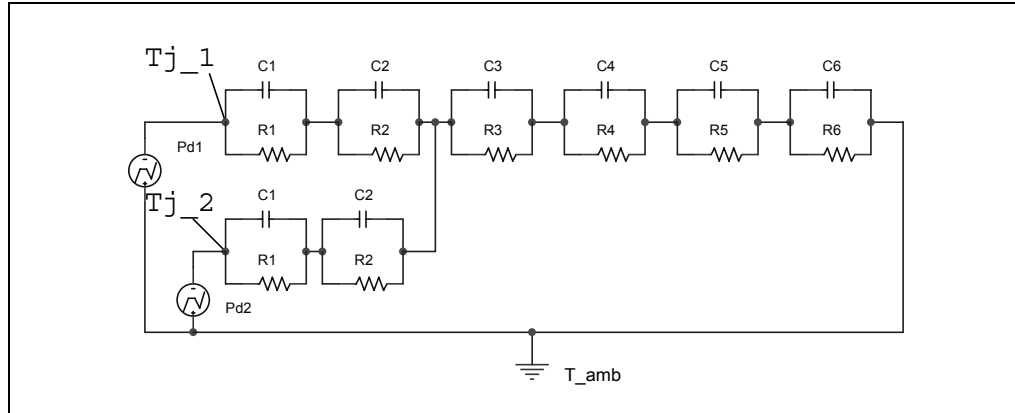 Tj_1
C1 C2 C3 C4 C5 C6
R1 R2 R3 R4 R5 R6
Pd1
Tj_2
C1 C2
R1 R2
Pd2
T_amb